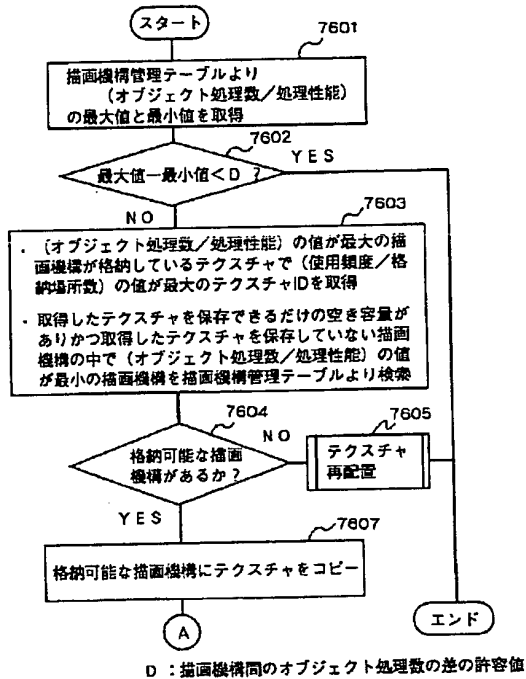 スタート
7601
描画機構管理テーブルより
(オブジェクト処理数/処理性能)
の最大値と最小値を取得
7602
最大値ー最小値<D ?
YES
NO
7603
・(オブジェクト処理数/処理性能)の値が最大の描
画機構が格納しているテクスチャで(使用頻度/格
納場所数)の値が最大のテクスチャIDを取得
・取得したテクスチャを保存できるだけの空き容量が
ありかつ取得したテクスチャを保存していない描画
機構の中で(オブジェクト処理数/処理性能)の値
が最小の描画機構を描画機構管理テーブルより検索
7604
格納可能な描画
機構があるか?
NO
7605
テクスチャ
再配置
YES
7607
格納可能な描画機構にテクスチャをコピー
A
エンド
D :描画機構間のオブジェクト処理数の差の許容値